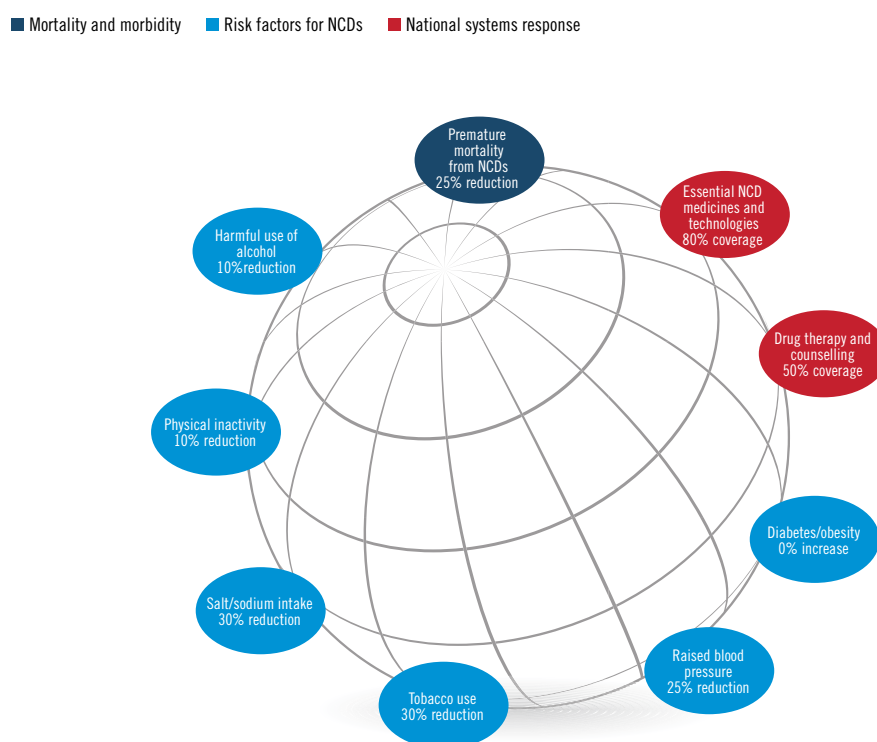 Mortality and morbidity
Risk factors for NCDs
National systems response
Premature
mortality
from NCDs
25% reduction
Essential NCD
medicines and
technologies
80% coverage
Harmful use of
alcohol
10%reduction
Drug therapy and
counselling
50% coverage
Physical inactivity
10% reduction
Diabetes/obesity
0% increase
Salt/sodium intake
30% reduction
Raised blood
pressure
25% reduction
Tobacco use
30% reduction